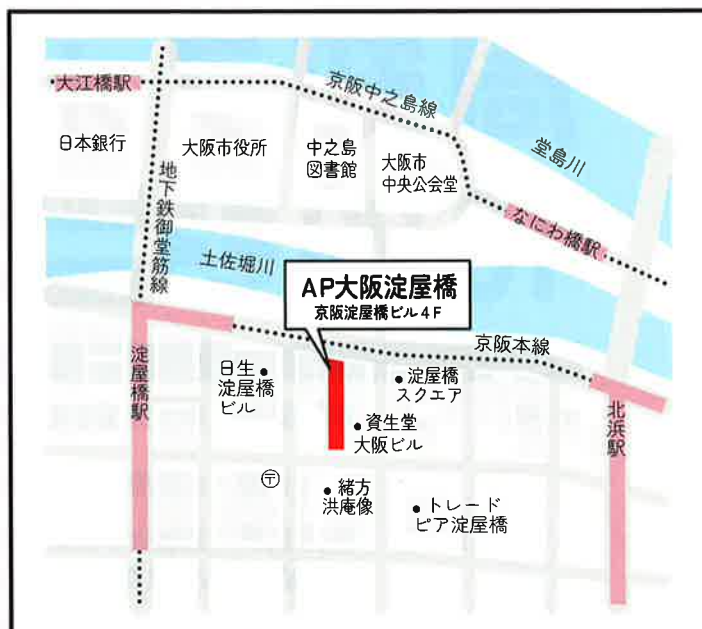 大江橋駅
京阪中之島線
堂島川
日本銀行
大阪市役所
中之島
図書館
大阪市
中央公会堂
地下鉄御堂筋線
なにわ橋駅
土佐堀川
AP大阪淀屋橋
京阪淀屋橋ビル4F
京阪本線
淀屋橋駅
日生
淀屋橋
ビル
淀屋橋
スクエア
北浜駅
資生堂
大阪ビル
〒
緒方
洪庵像
トレード
ピア淀屋橋